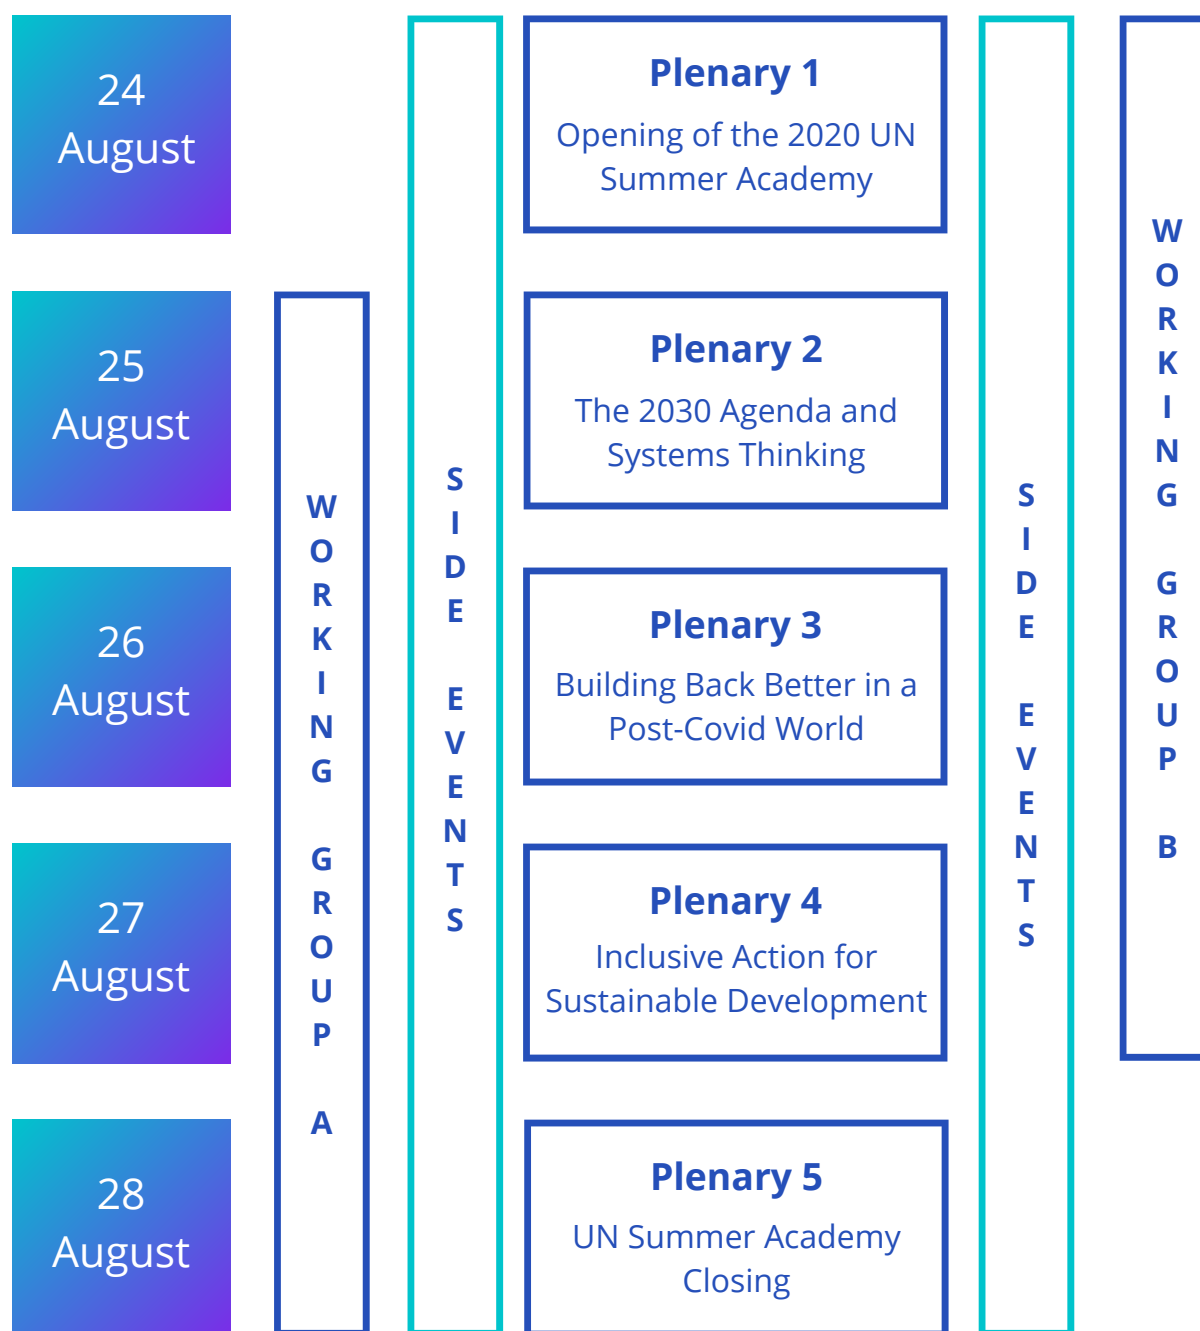 24
August
Plenary 1
Opening of the 2020 UN
Summer Academy
25
August
Plenary 2
The 2030 Agenda and
Systems Thinking
26
August
Plenary 3
Building Back Better in a
Post-Covid World
27
August
Plenary 4
Inclusive Action for
Sustainable Development
28
August
Plenary 5
UN Summer Academy
Closing
WORKING GROUP A
SIDE EVENTS
SIDE EVENTS
WORKING GROUP B